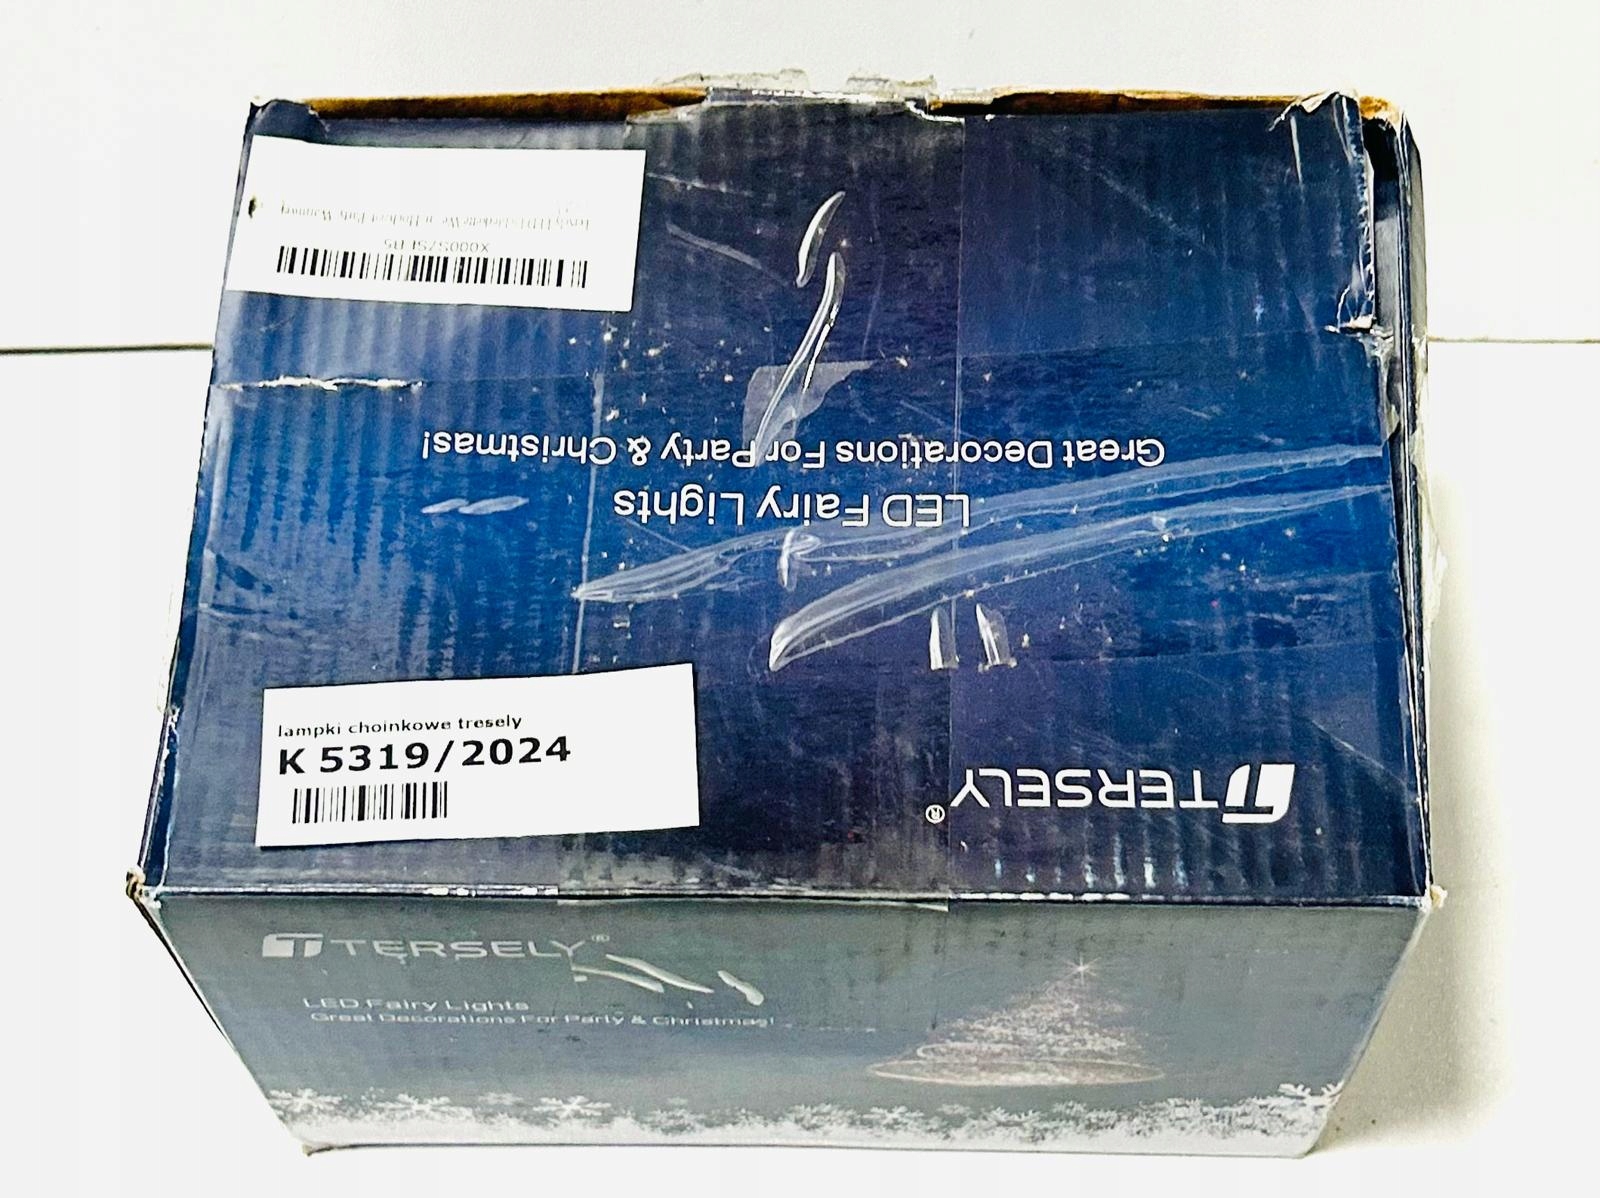 X000S7SFB5
Great Decorations For Party & Christmas!
LED Fairy Lights
TERSELY®
lampki choinkowe tresely
K 5319/2024
TERSELY®
LED Fairy Lights
Great Decorations For Party & Christmas!